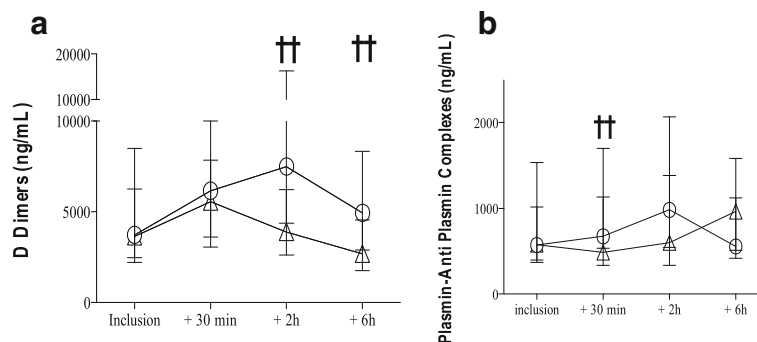 a
D Dimers (ng/mL)
20000
10000
10000
5000
0
††
††
Inclusion
+ 30 min
+ 2h
+ 6h
b
Plasmin-Anti Plasmin Complexes (ng/mL)
2000
1000
0
††
inclusion
+ 30 min
+ 2h
+ 6h